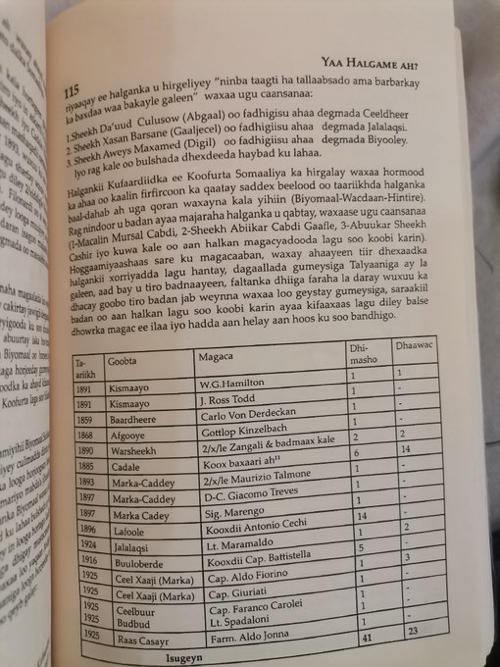 YAA HALGAME AH?
115
riyaaqay ee halganka u hirgeliyey "ninba taagti ha tallaabsado ama barbarkay
ka baxdaa waa bakayle galeen" waxaa ugu caansanaa:
1.Sheekh Da'uud Culusow (Abgaal) oo fadhigisu ahaa degmada Ceeldheer
2. Sheekh Xasan Barsane (Gaaljecel) oo fadhigiisu ahaa degmada Jalalaqsi.
3. Sheekh Aweys Maxamed (Digil) oo fadhigiisu ahaa degmada Biyooley.
Iyo rag kale oo bulshada dhexdeeda haybad ku lahaa.
Halgankii Kufaardiidka ee Koofurta Somaaliya ka hirgalay waxaa hormood
ka ahaa oo kaalin firfircoon ka qaatay saddex beelood oo taariikhda halganka
baal-dahab ah uga qoran waxayna kala yihiin (Biyomaal-Wacdaan-Hintire).
Rag nindoor u badan ayaa majaraha halganka u qabtay, waxaase ugu caansanaa
(1-Macalin Mursal Cabdi, 2-Sheekh Abiikar Cabdi Gaafle, 3-Abuukar Sheekh
Cashir iyo kuwa kale oo aan halkan magacyadooda lagu soo koobi karin).
Hoggaamiyaashaas sare ku magacaaban, waxay ahaayeen tiir dhexaadka
halgankii xorriyadda lagu hantay, dagaallada gumeysiga Talyaaniga ay la
galeen, aad bay u tiro badnaayeen, faltanka dhiiga faraha la daray wuxuu ka
dhacay goobo tiro badan jab weynna waxaa loo geystay gumeysiga, saraakiil
badan oo aan halkan lagu soo koobi karin ayaa kifaaxaas lagu diley balse
dhowrka magac ee ilaa iyo hadda aan helay aan hoos ku soo bandhigo.
Ta-ariikh Goobta Magaca Dhi-masho Dhaawac
1891 Kismaayo W.G.Hamilton 1 1
1891 Kismaayo J. Ross Todd 1 -
1859 Baardheere Carlo Von Derdeckan 1 -
1868 Afgooye Gottlop Kinzelbach 1 -
1890 Warsheekh 2/x/le Zangali & badmaax kale 2 2
1885 Cadale Koox baxaari ah 6 14
1893 Marka-Caddey 2/x/le Maurizio Talmone 1 -
1897 Marka-Caddey D-C. Giacomo Treves 1 -
1897 Marka Cadey Sig. Marengo 1 -
1896 Lafoole Kooxdii Antonio Cechi 14 -
1924 Jalalaqsi Lt. Maramaldo 1 2
1916 Buuloberde Kooxdii Cap. Battistella 5 -
1925 Ceel Xaaji (Marka) Cap. Aldo Fiorino 1 3
1925 Ceel Xaaji (Marka) Cap. Giuriati 1 -
1925 Ceelbuur Cap. Faranco Carolei 1 -
1925 Budbud Lt. Spadaloni 1 -
1925 Raas Casayr Farm. Aldo Jonna 1 -
Isugeyn 41 23